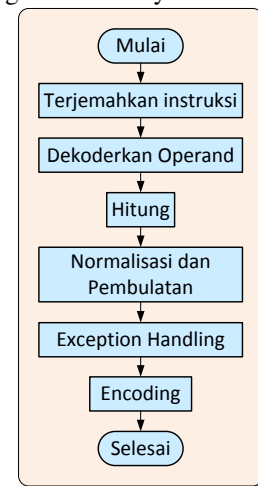 Mulai
Terjemahkan instruksi
Dekoderkan Operand
Hitung
Normalisasi dan
Pembulatan
Exception Handling
Encoding
Selesai